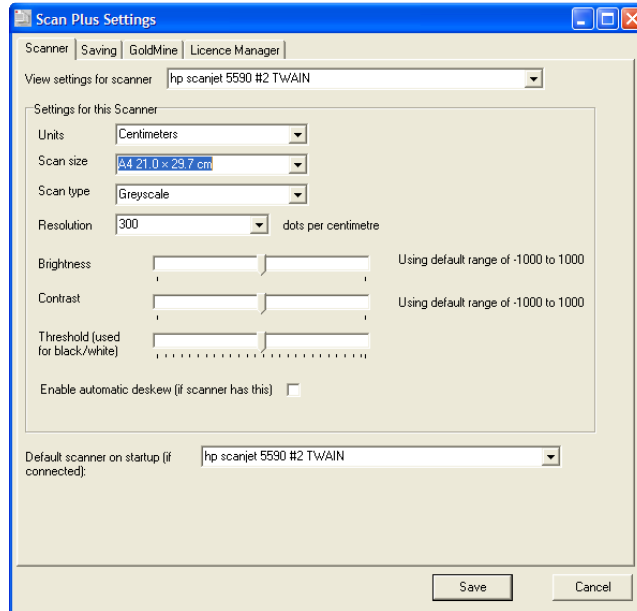 Scan Plus Settings
Scanner Saving GoldMine Licence Manager
View settings for scanner hp scanjet 5590 #2 TWAIN
Settings for this Scanner
Units Centimeters
Scan size A4 21.0 × 29.7 cm
Scan type Greyscale
Resolution 300 dots per centimetre
Brightness Using default range of -1000 to 1000
Contrast Using default range of -1000 to 1000
Threshold (used
for black/white)
Enable automatic deskew (if scanner has this)
Default scanner on startup (if hp scanjet 5590 #2 TWAIN
connected):
Save Cancel